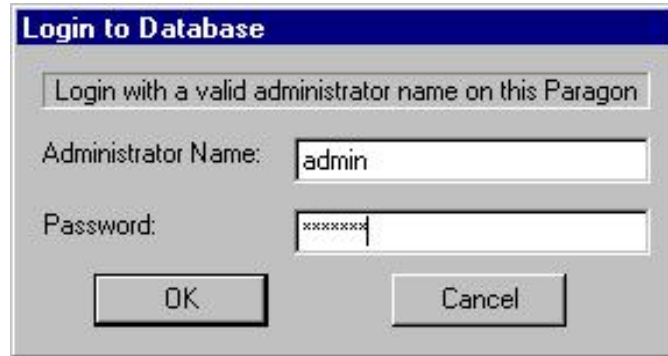 Login to Database
Login with a valid administrator name on this Paragon
Administrator Name: admin
Password: *******
OK Cancel